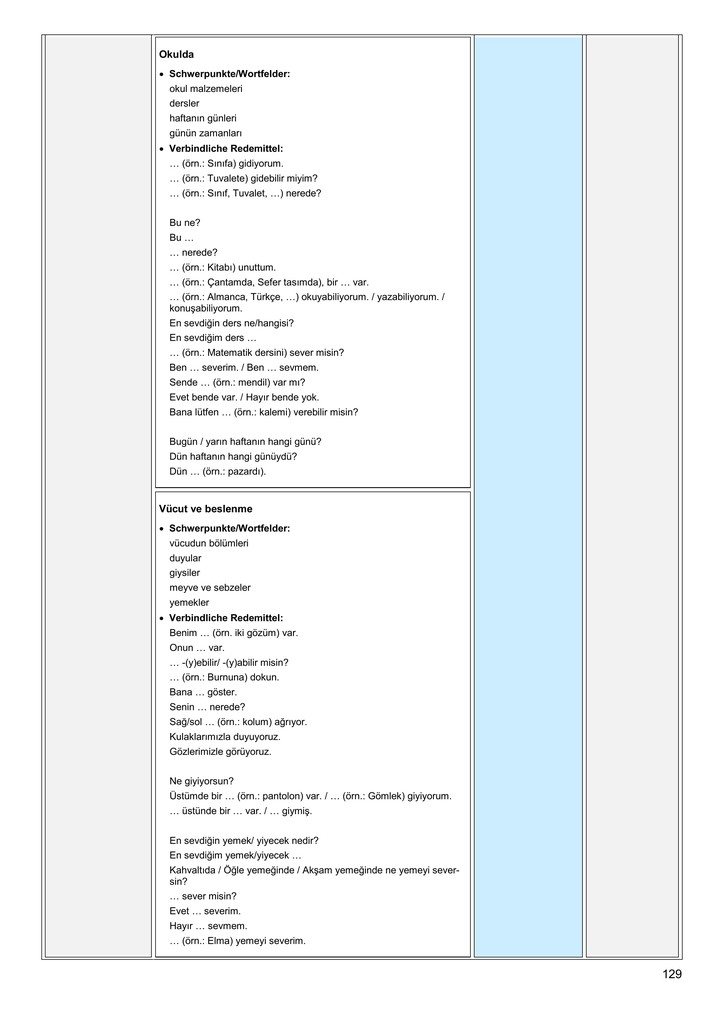 Okulda
• Schwerpunkte/Wortfelder:
okul malzemeleri
dersler
haftanın günleri
günün zamanları
• Verbindliche Redemittel:
… (örn.: Sınıfa) gidiyorum.
… (örn.: Tuvalete) gidebilir miyim?
… (örn.: Sınıf, Tuvalet, …) nerede?
Bu ne?
Bu …
… nerede?
… (örn.: Kitabı) unuttum.
… (örn.: Çantamda, Sefer tasımda), bir … var.
… (örn.: Almanca, Türkçe, …) okuyabiliyorum. / yazabiliyorum. /
konuşabiliyorum.
En sevdiğin ders ne/hangisi?
En sevdiğim ders …
… (örn.: Matematik dersini) sever misin?
Ben … severim. / Ben … sevmem.
Sende … (örn.: mendil) var mı?
Evet bende var. / Hayır bende yok.
Bana lütfen … (örn.: kalemi) verebilir misin?
Bugün / yarın haftanın hangi günü?
Dün haftanın hangi günüydü?
Dün … (örn.: pazardı).
Vücut ve beslenme
• Schwerpunkte/Wortfelder:
vücudun bölümleri
duyular
giysiler
meyve ve sebzeler
yemekler
• Verbindliche Redemittel:
Benim … (örn. iki gözüm) var.
Onun … var.
… -(y)ebilir/ -(y)abilir misin?
… (örn.: Burnuna) dokun.
Bana … göster.
Senin … nerede?
Sağ/sol … (örn.: kolum) ağrıyor.
Kulaklarımızla duyuyoruz.
Gözlerimizle görüyoruz.
Ne giyiyorsun?
Üstümde bir … (örn.: pantolon) var. / … (örn.: Gömlek) giyiyorum.
… üstünde bir … var. / … giymiş.
En sevdiğin yemek/ yiyecek nedir?
En sevdiğim yemek/yiyecek …
Kahvaltıda / Öğle yemeğinde / Akşam yemeğinde ne yemeyi sever-
sin?
… sever misin?
Evet … severim.
Hayır … sevmem.
… (örn.: Elma) yemeyi severim.
129